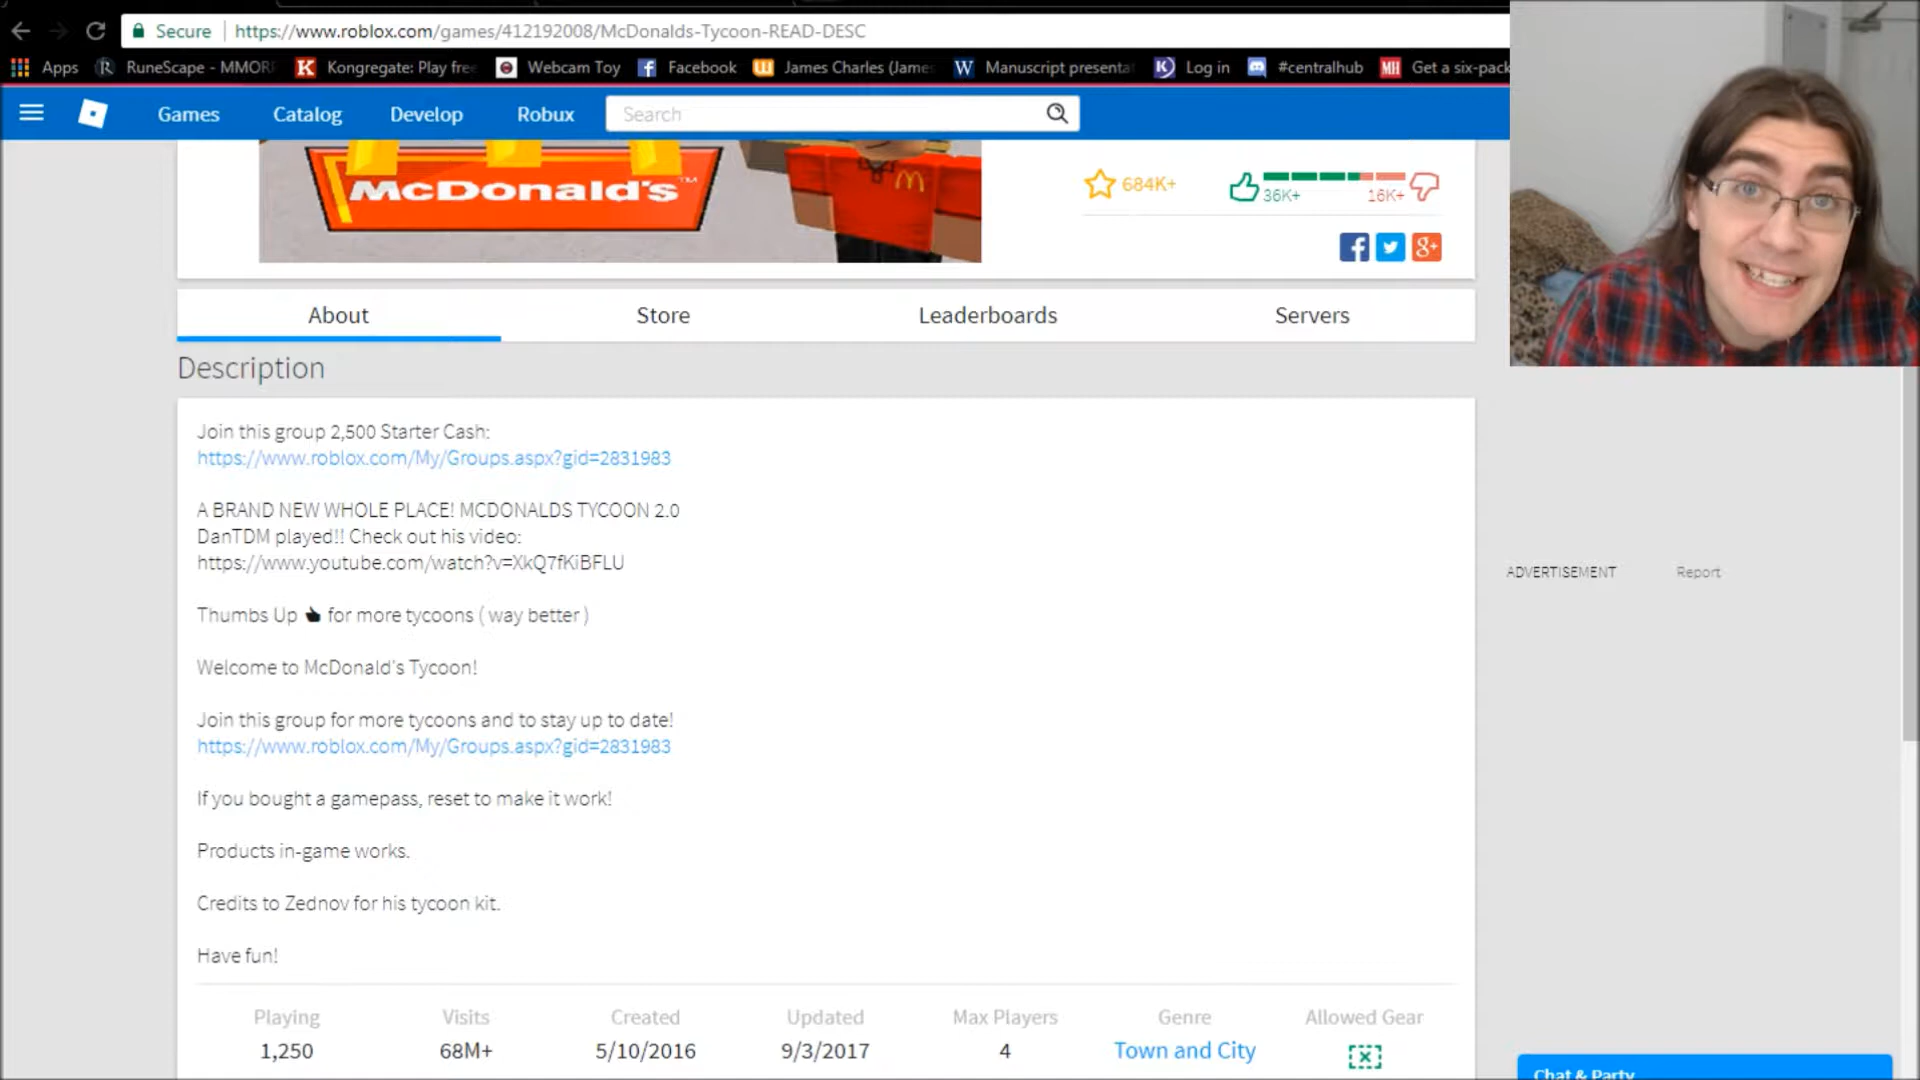 Secure https://www.roblox.com/games/412192008/McDonalds-Tycoon-READ-DESC
Apps RuneScape - MMOR Kongregate: Play free Webcam Toy Facebook James Charles (James Manuscript presenta Log in #centralhub Get a six-pack
Games Catalog Develop Robux Search
McDonald's™
684K+ 36K+ 16K+
About Store Leaderboards Servers
Description
Join this group 2,500 Starter Cash:
https://www.roblox.com/My/Groups.aspx?gid=2831983
A BRAND NEW WHOLE PLACE! MCDONALDS TYCOON 2.0
DanTDM played!! Check out his video:
https://www.youtube.com/watch?v=XkQ7fKiBFLU
ADVERTISEMENT Report
Thumbs Up for more tycoons ( way better )
Welcome to McDonald's Tycoon!
Join this group for more tycoons and to stay up to date!
https://www.roblox.com/My/Groups.aspx?gid=2831983
If you bought a gamepass, reset to make it work!
Products in-game works.
Credits to Zednov for his tycoon kit.
Have fun!
Playing Visits Created Updated Max Players Genre Allowed Gear
1,250 68M+ 5/10/2016 9/3/2017 4 Town and City
Chat & Party